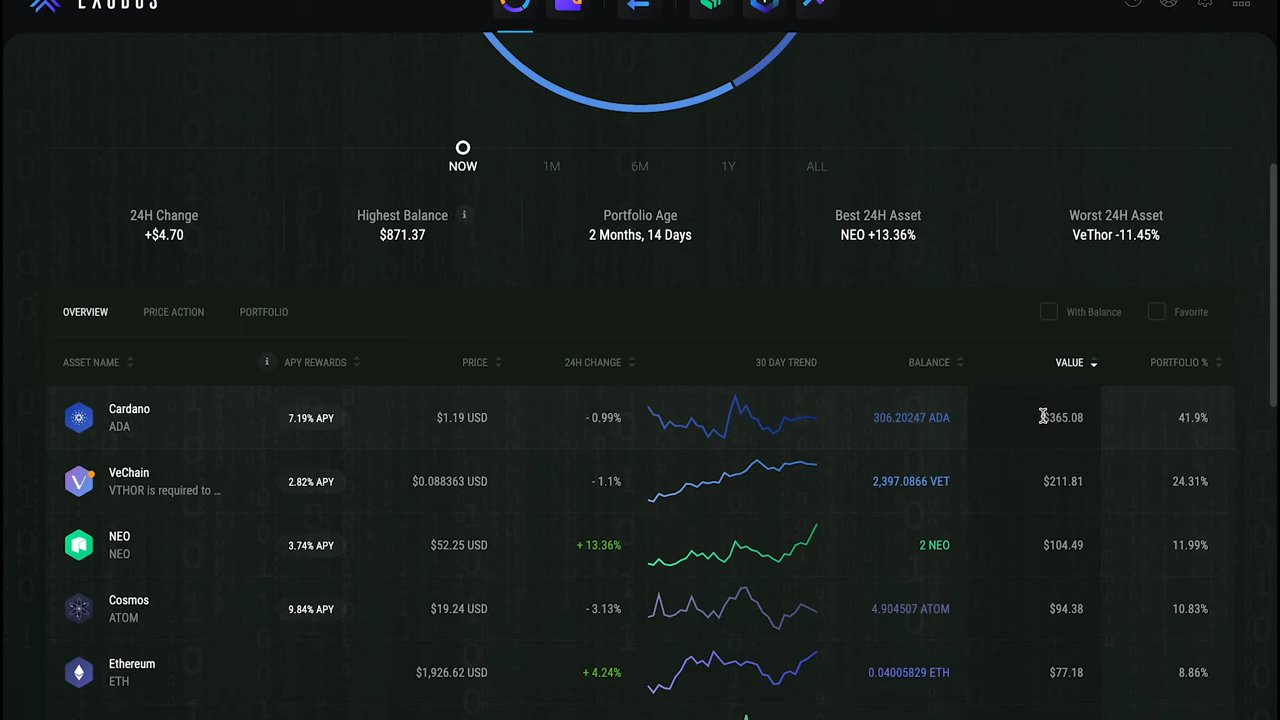 EXODUS
NOW
1M
6M
1Y
ALL
24H Change
+$4.70
Highest Balance
$871.37
Portfolio Age
2 Months, 14 Days
Best 24H Asset
NEO +13.36%
Worst 24H Asset
VeThor -11.45%
OVERVIEW PRICE ACTION PORTFOLIO With Balance Favorite
ASSET NAME APY REWARDS PRICE 24H CHANGE 30 DAY TREND BALANCE VALUE PORTFOLIO %
Cardano
ADA
7.19% APY $1.19 USD - 0.99% 306.20247 ADA $365.08 41.9%
VeChain
VTHOR is required to ...
2.82% APY $0.088363 USD - 1.1% 2,397.0866 VET $211.81 24.31%
NEO
NEO
3.74% APY $52.25 USD + 13.36% 2 NEO $104.49 11.99%
Cosmos
ATOM
9.84% APY $19.24 USD - 3.13% 4.904507 ATOM $94.38 10.83%
Ethereum
ETH
$1,926.62 USD + 4.24% 0.04005829 ETH $77.18 8.86%